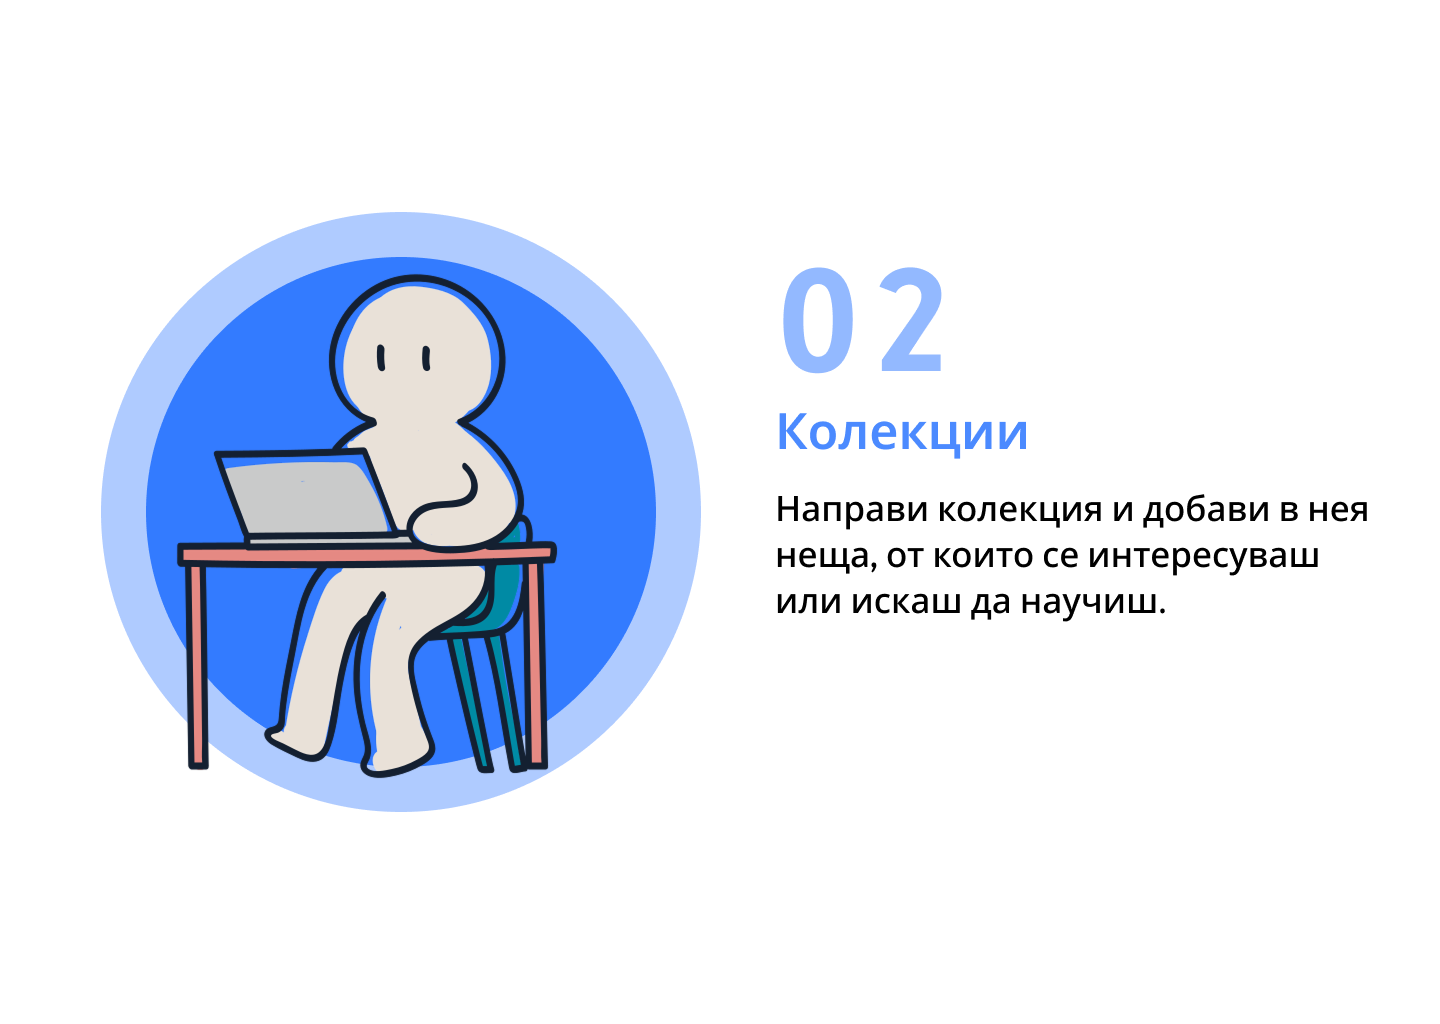 02
Колекции
Направи колекция и добави в нея
неща, от които се интересуваш
или искаш да научиш.